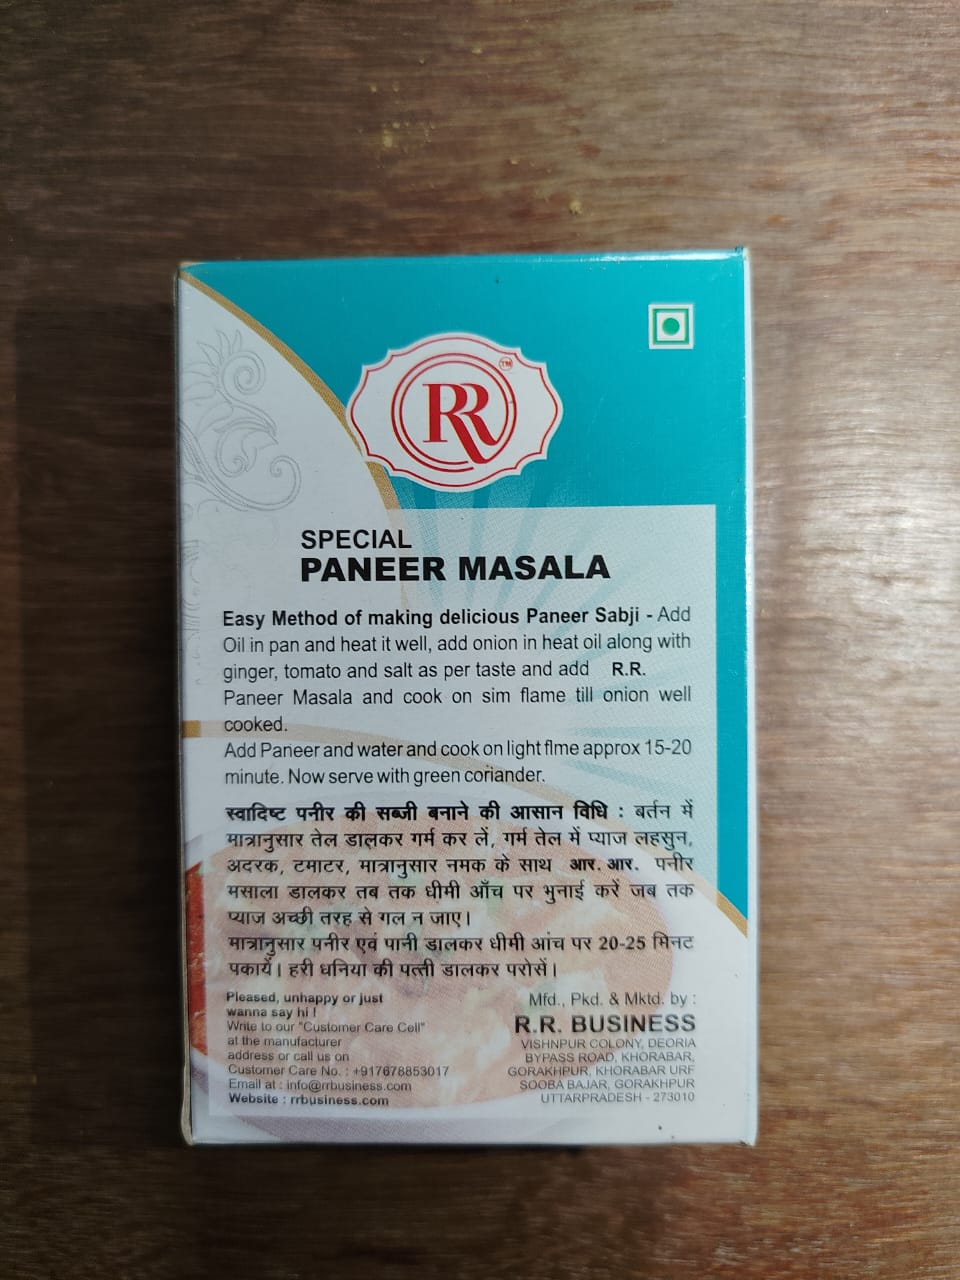 RR
TM
SPECIAL
PANEER MASALA
Easy Method of making delicious Paneer Sabji - Add
Oil in pan and heat it well, add onion in heat oil along with
ginger, tomato and salt as per taste and add R.R.
Paneer Masala and cook on sim flame till onion well
cooked.
Add Paneer and water and cook on light flme approx 15-20
minute. Now serve with green coriander.
स्वादिष्ट पनीर की सब्जी बनाने की आसान विधि : बर्तन में
मात्रानुसार तेल डालकर गर्म कर लें, गर्म तेल में प्याज लहसुन,
अदरक, टमाटर, मात्रानुसार नमक के साथ आर. आर. पनीर
मसाला डालकर तब तक धीमी आँच पर भुनाई करें जब तक
प्याज अच्छी तरह से गल न जाए।
मात्रानुसार पनीर एवं पानी डालकर धीमी आंच पर 20-25 मिनट
पकायें। हरी धनिया की पत्ती डालकर परोसें।
Pleased, unhappy or just
wanna say hi !
Write to our "Customer Care Cell"
at the manufacturer
address or call us on
Customer Care No. : +917678853017
Email at : info@rrbusiness.com
Website : rrbusiness.com
Mfd., Pkd. & Mktd. by :
R.R. BUSINESS
VISHNPUR COLONY, DEORIA
BYPASS ROAD, KHORABAR,
GORAKHPUR, KHORABAR URF
SOOBA BAJAR, GORAKHPUR
UTTARPRADESH - 273010